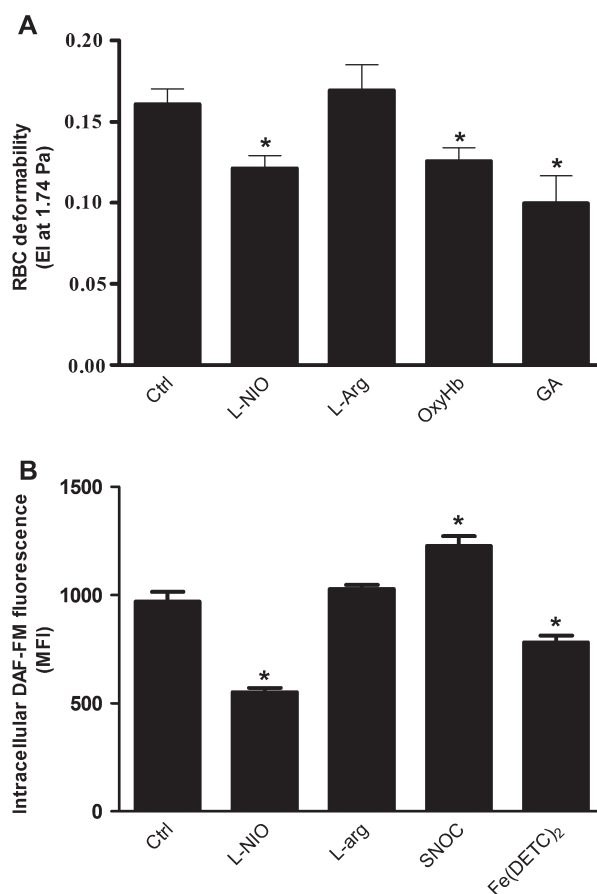 A
RBC deformability
(EI at 1.74 Pa)
0.20
0.15
0.10
0.05
0.00
*
*
*
Ctrl
L-NIO
L-Arg
OxyHb
GA
B
Intracellular DAF-FM fluorescence
(MFI)
1500
1000
500
0
*
*
*
Ctrl
L-NIO
L-arg
SNOC
Fe(DETC)₂